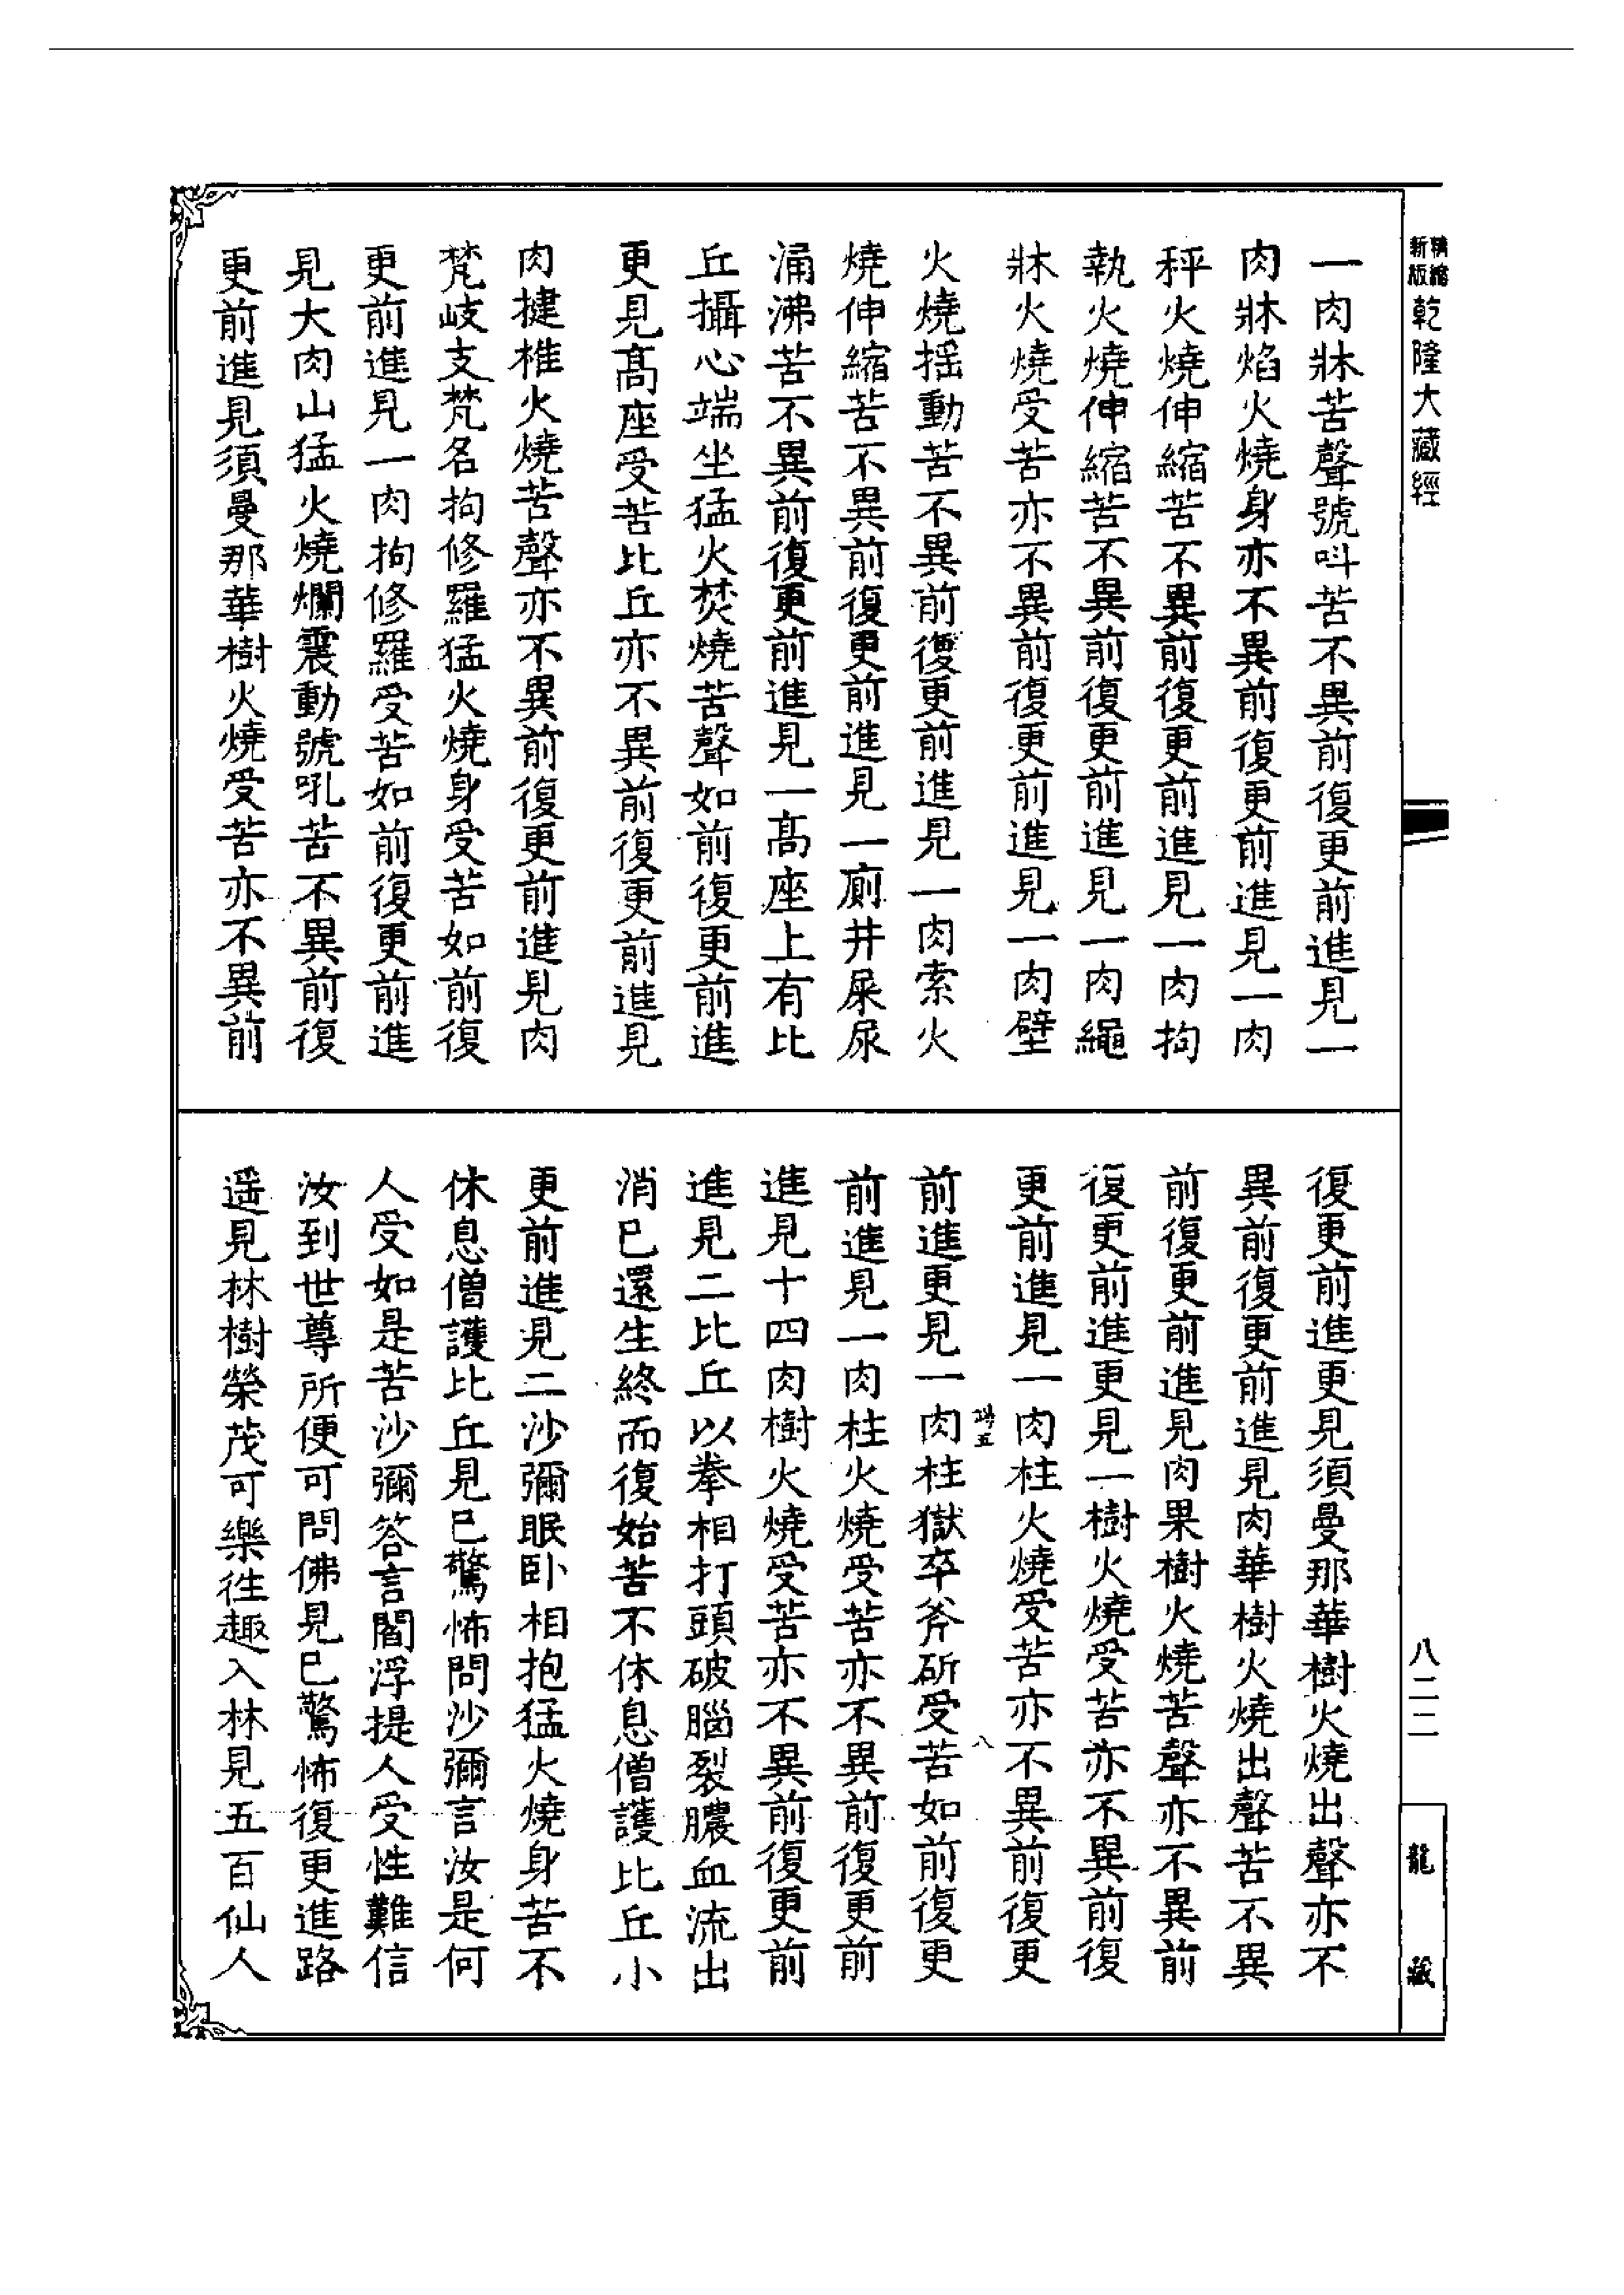 精縮
新版
乾隆大藏經
一肉牀苦聲號呌苦不異前復更前進見一
肉牀焰火燒身亦不異前復更前進見一肉
秤火燒伸縮苦不異前復更前進見一肉拘
執火燒伸縮苦不異前復更前進見一肉繩
牀火燒受苦亦不異前復更前進見一肉壁
火燒揺動苦不異前復更前進見一肉索火
燒伸縮苦不異前復更前進見一廁井屎尿
涌沸苦不異前復更前進見一髙座上有比
丘攝心端坐猛火焚燒苦聲如前復更前進
更見髙座受苦比丘亦不異前復更前進見
肉揵椎火燒苦聲亦不異前復更前進見肉
梵岐支梵名拘修羅猛火燒身受苦如前復
更前進見一肉拘修羅受苦如前復更前進
見大肉山猛火燒爛震動號吼苦不異前復
更前進見須曼那華樹火燒受苦亦不異前
復更前進更見須曼那華樹火燒出聲亦不
異前復更前進見肉華樹火燒出聲苦不異
前復更前進見肉果樹火燒苦聲亦不異前
復更前進更見一樹火燒受苦亦不異前復
更前進見一肉柱火燒受苦亦不異前復更
五 八
前進更見一肉柱獄卒斧斫受苦如前復更
前進見一肉柱火燒受苦亦不異前復更前
進見十四肉樹火燒受苦亦不異前復更前
進見二比丘以拳相打頭破腦裂膿血流出
消已還生終而復始苦不休息僧護比丘小
更前進見二沙彌眠卧相抱猛火燒身苦不
休息僧護比丘見已驚怖問沙彌言汝是何
人受如是苦沙彌答言閻浮提人受性難信
汝到世尊所便可問佛見已驚怖復更進路
遥見林樹榮茂可樂徃趣入林見五百仙人
八二二
龍藏